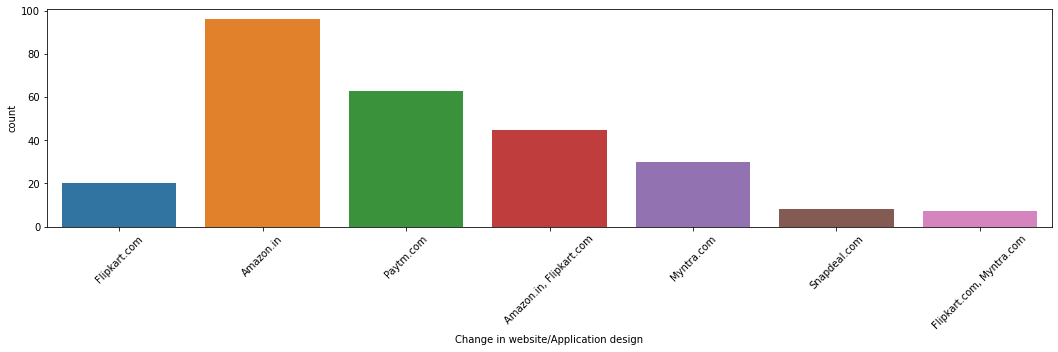 100
80
60
40
20
0
count
Flipkart.com
Amazon.in
Paytm.com
Amazon.in, Flipkart.com
Myntra.com
Snapdeal.com
Flipkart.com, Myntra.com
Change in website/Application design